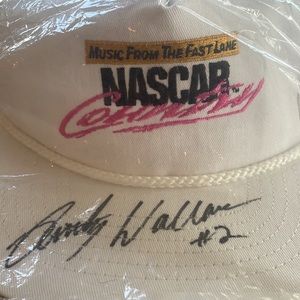 MUSIC FROM THE FAST LANE
NASCAR
Country
Rusty Wallace
#2